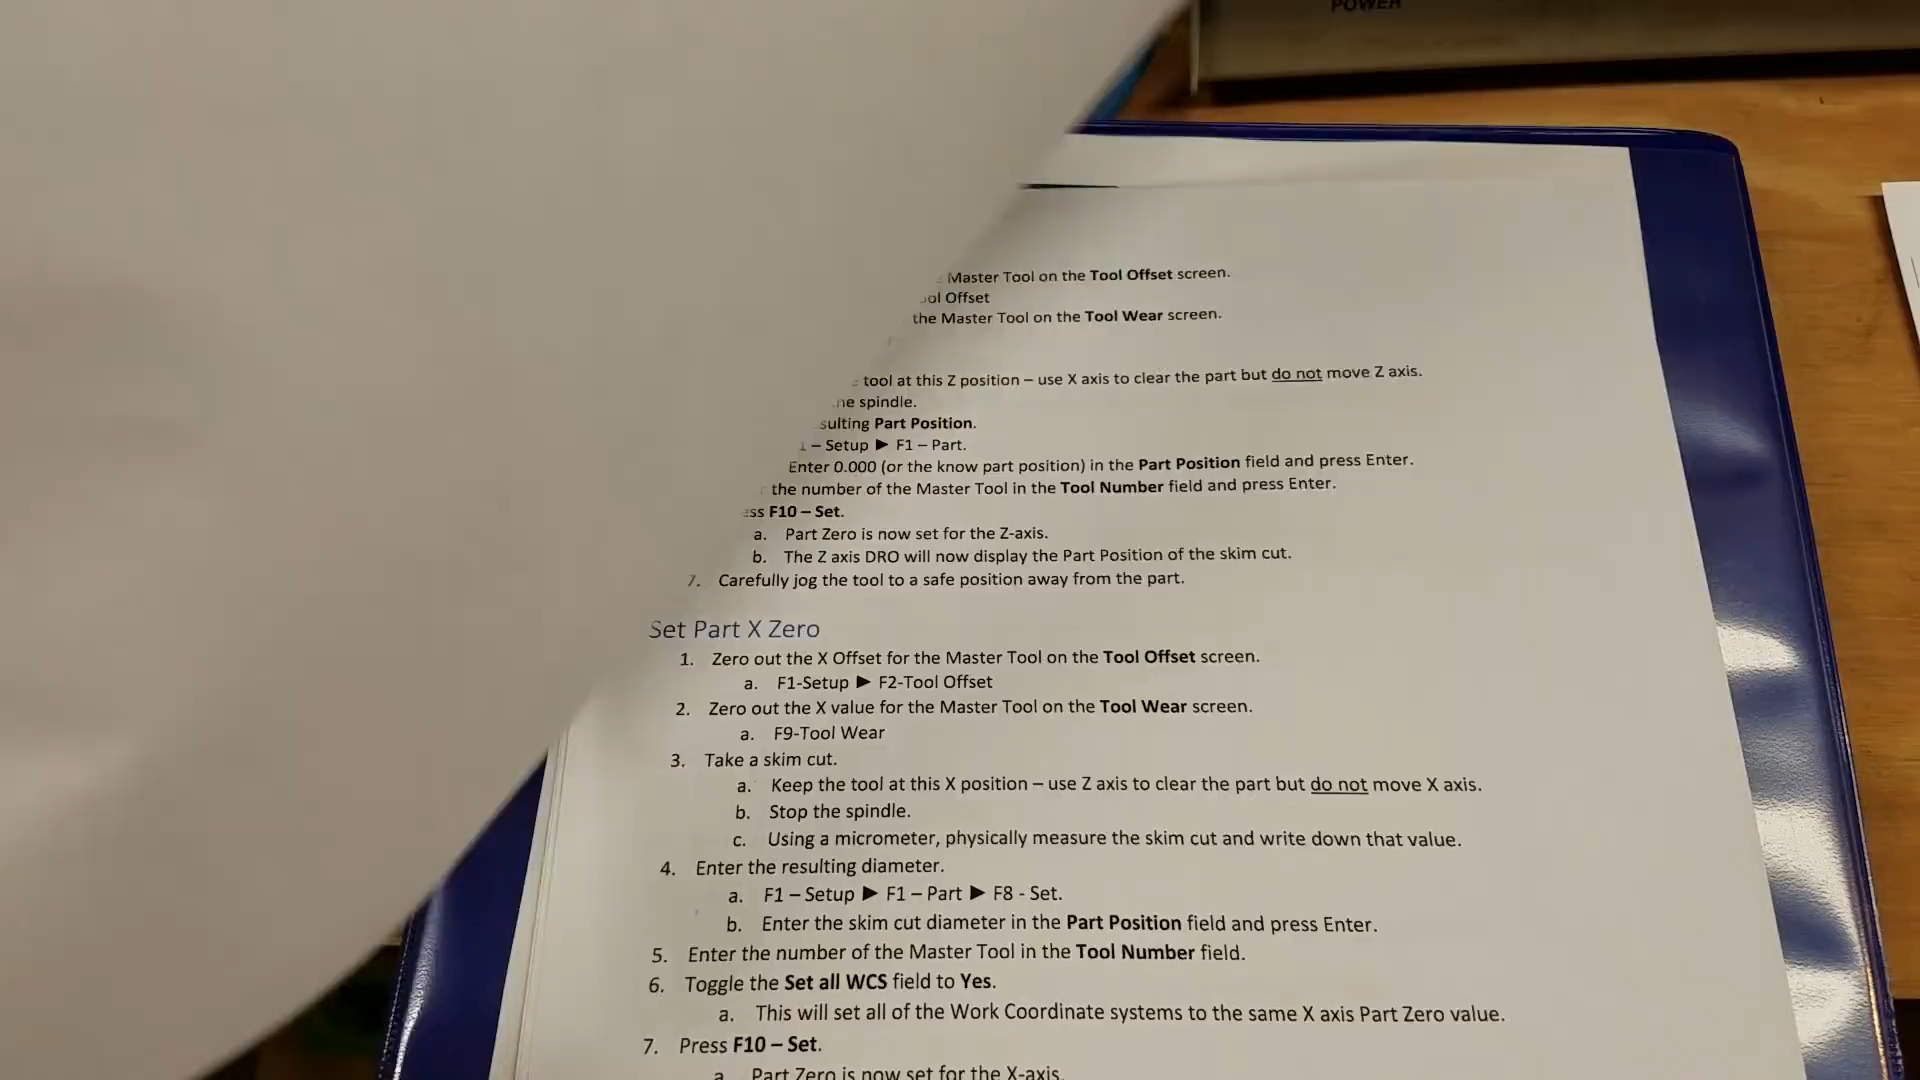 POWER
Master Tool on the Tool Offset screen.
Offset
the Master Tool on the Tool Wear screen.
tool at this Z position – use X axis to clear the part but do not move Z axis.
spindle.
Part Position.
– Setup ► F1 – Part.
Enter 0.000 (or the know part position) in the Part Position field and press Enter.
the number of the Master Tool in the Tool Number field and press Enter.
F10 – Set.
a. Part Zero is now set for the Z-axis.
b. The Z axis DRO will now display the Part Position of the skim cut.
7. Carefully jog the tool to a safe position away from the part.
Set Part X Zero
1. Zero out the X Offset for the Master Tool on the Tool Offset screen.
a. F1-Setup ► F2-Tool Offset
2. Zero out the X value for the Master Tool on the Tool Wear screen.
a. F9-Tool Wear
3. Take a skim cut.
a. Keep the tool at this X position – use Z axis to clear the part but do not move X axis.
b. Stop the spindle.
c. Using a micrometer, physically measure the skim cut and write down that value.
4. Enter the resulting diameter.
a. F1 – Setup ► F1 – Part ► F8 - Set.
b. Enter the skim cut diameter in the Part Position field and press Enter.
5. Enter the number of the Master Tool in the Tool Number field.
6. Toggle the Set all WCS field to Yes.
a. This will set all of the Work Coordinate systems to the same X axis Part Zero value.
7. Press F10 – Set.
a. Part Zero is now set for the X-axis.